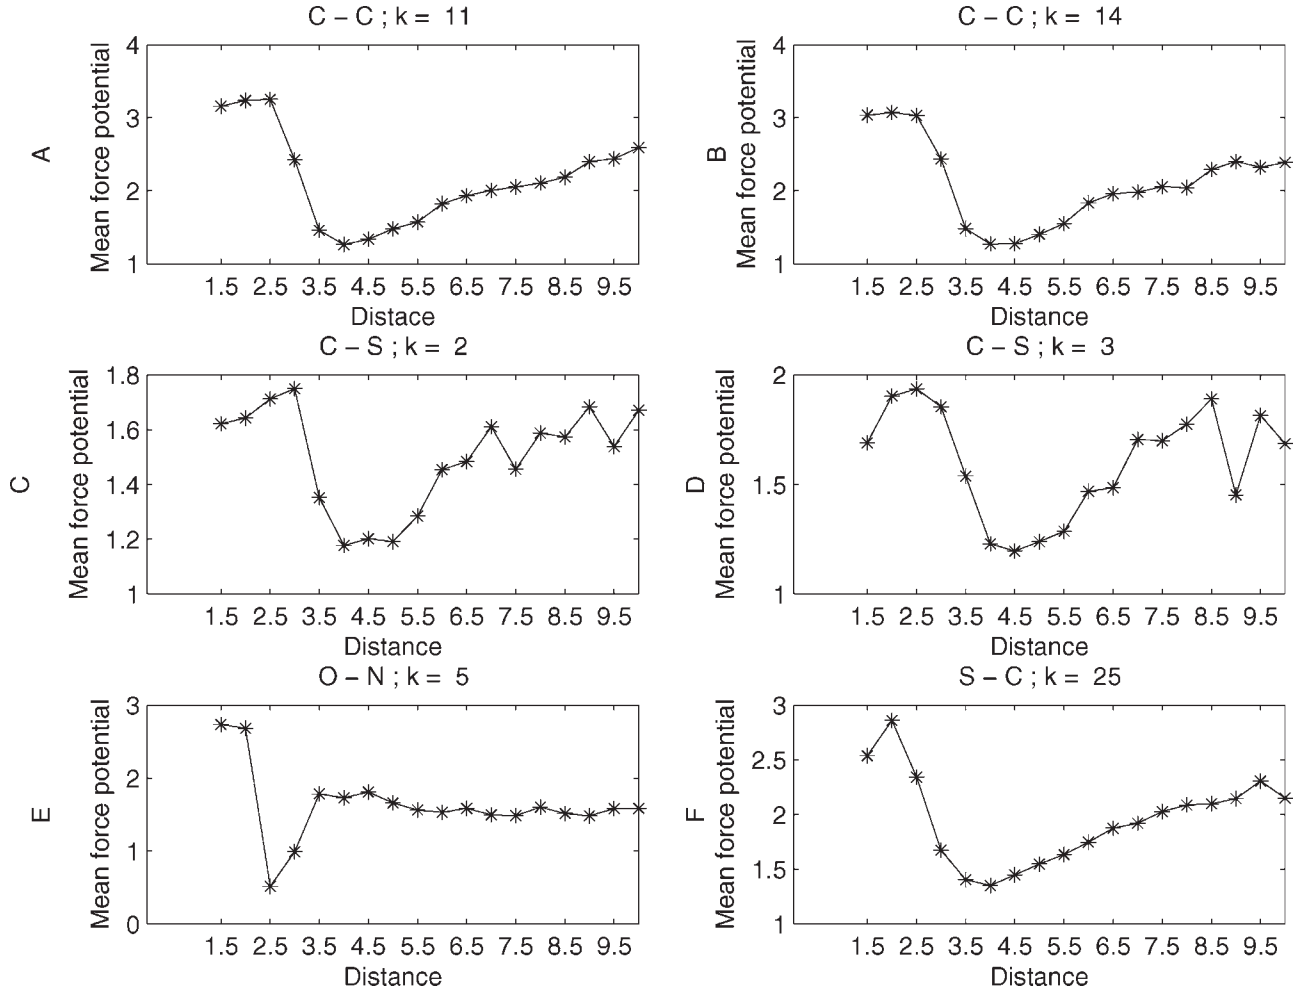 C − C ; k = 11
A
Mean force potential
4
3
2
1
1.5 2.5 3.5 4.5 5.5 6.5 7.5 8.5 9.5
Distace
C − C ; k = 14
B
Mean force potential
4
3
2
1
1.5 2.5 3.5 4.5 5.5 6.5 7.5 8.5 9.5
Distance
C − S ; k = 2
C
Mean force potential
1.8
1.6
1.4
1.2
1
1.5 2.5 3.5 4.5 5.5 6.5 7.5 8.5 9.5
Distance
C − S ; k = 3
D
Mean force potential
2
1.5
1
1.5 2.5 3.5 4.5 5.5 6.5 7.5 8.5 9.5
Distance
O − N ; k = 5
E
Mean force potential
3
2
1
0
1.5 2.5 3.5 4.5 5.5 6.5 7.5 8.5 9.5
Distance
S − C ; k = 25
F
Mean force potential
3
2.5
2
1.5
1
1.5 2.5 3.5 4.5 5.5 6.5 7.5 8.5 9.5
Distance